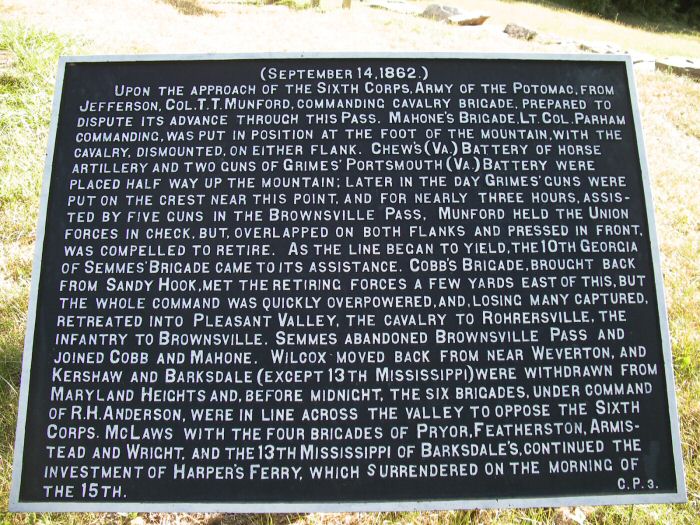 (SEPTEMBER 14, 1862.)
UPON THE APPROACH OF THE SIXTH CORPS, ARMY OF THE POTOMAC, FROM
JEFFERSON, COL. T. T. MUNFORD, COMMANDING CAVALRY BRIGADE, PREPARED TO
DISPUTE ITS ADVANCE THROUGH THIS PASS. MAHONE'S BRIGADE, LT. COL. PARHAM
COMMANDING, WAS PUT IN POSITION AT THE FOOT OF THE MOUNTAIN, WITH THE
CAVALRY, DISMOUNTED, ON EITHER FLANK. CHEW'S (VA.) BATTERY OF HORSE
ARTILLERY AND TWO GUNS OF GRIMES' PORTSMOUTH (VA.) BATTERY WERE
PLACED HALF WAY UP THE MOUNTAIN; LATER IN THE DAY GRIMES' GUNS WERE
PUT ON THE CREST NEAR THIS POINT, AND FOR NEARLY THREE HOURS, ASSIS-
TED BY FIVE GUNS IN THE BROWNSVILLE PASS, MUNFORD HELD THE UNION
FORCES IN CHECK, BUT, OVERLAPPED ON BOTH FLANKS AND PRESSED IN FRONT,
WAS COMPELLED TO RETIRE. AS THE LINE BEGAN TO YIELD, THE 10TH GEORGIA
OF SEMMES' BRIGADE CAME TO ITS ASSISTANCE. COBB'S BRIGADE, BROUGHT BACK
FROM SANDY HOOK, MET THE RETIRING FORCES A FEW YARDS EAST OF THIS, BUT
THE WHOLE COMMAND WAS QUICKLY OVERPOWERED, AND, LOSING MANY CAPTURED,
RETREATED INTO PLEASANT VALLEY, THE CAVALRY TO ROHRERSVILLE, THE
INFANTRY TO BROWNSVILLE. SEMMES ABANDONED BROWNSVILLE PASS AND
JOINED COBB AND MAHONE. WILCOX MOVED BACK FROM NEAR WEVERTON, AND
KERSHAW AND BARKSDALE (EXCEPT 13TH MISSISSIPPI) WERE WITHDRAWN FROM
MARYLAND HEIGHTS AND, BEFORE MIDNIGHT, THE SIX BRIGADES, UNDER COMMAND
OF R. H. ANDERSON, WERE IN LINE ACROSS THE VALLEY TO OPPOSE THE SIXTH
CORPS. MCLAWS WITH THE FOUR BRIGADES OF PRYOR, FEATHERSTON, ARMIS-
TEAD AND WRIGHT, AND THE 13TH MISSISSIPPI OF BARKSDALE'S, CONTINUED THE
INVESTMENT OF HARPER'S FERRY, WHICH SURRENDERED ON THE MORNING OF
THE 15TH. C.P.3.